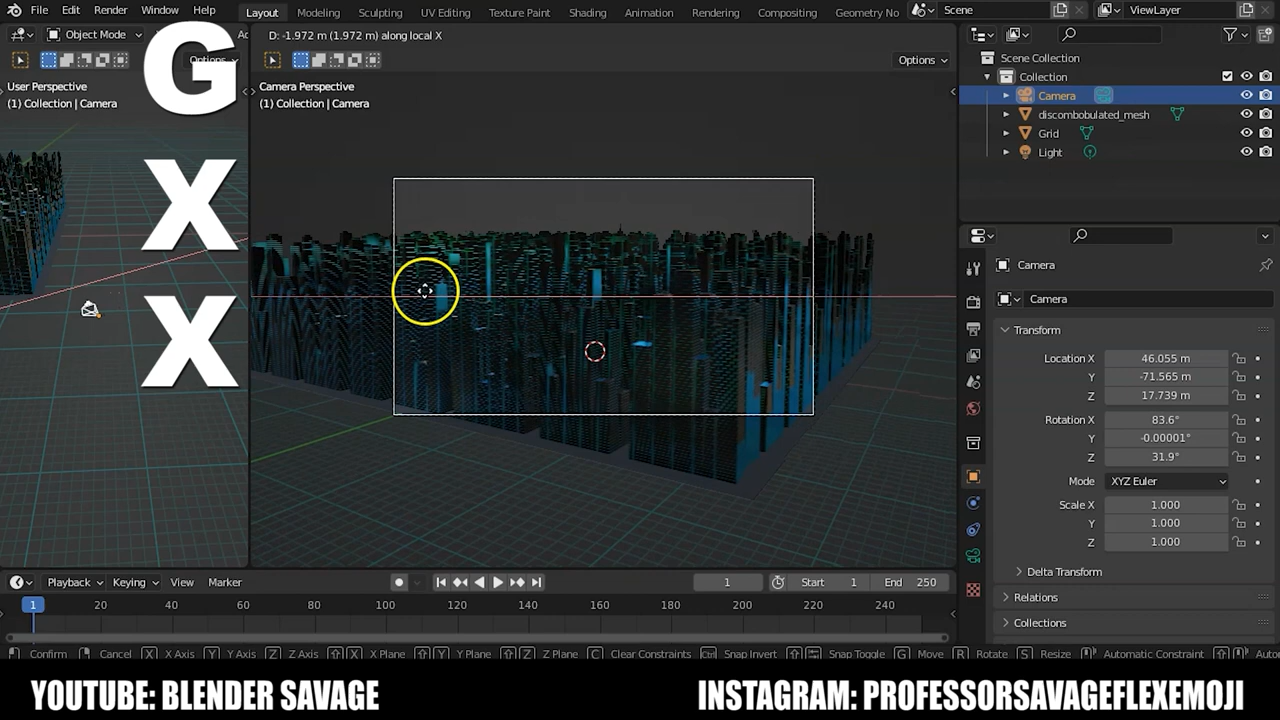 File Edit Render Window Help Layout Modeling Sculpting UV Editing Texture Paint Shading Animation Rendering Compositing Geometry No Scene ViewLayer
Object Mode
D: -1.972 m (1.972 m) along local X
Options
Options
User Perspective
(1) Collection | Camera
Camera Perspective
(1) Collection | Camera
G
X
X
Scene Collection
Collection
Camera
discombobulated_mesh
Grid
Light
Camera
Camera
Transform
Location X 46.055 m
Y -71.565 m
Z 17.739 m
Rotation X 83.6°
Y -0.00001°
Z 31.9°
Mode XYZ Euler
Scale X 1.000
Y 1.000
Z 1.000
Delta Transform
Relations
Collections
Playback Keying View Marker 1 Start 1 End 250
1 20 40 60 80 100 120 140 160 180 200 220 240
Confirm Cancel X X Axis Y Y Axis Z Z Axis X X Plane Y Y Plane Z Z Plane C Clear Constraints Ctrl Snap Invert Snap Toggle G Move R Rotate S Resize Automatic Constraint
YOUTUBE: BLENDER SAVAGE
INSTAGRAM: PROFESSORSAVAGEFLEXEMOJI